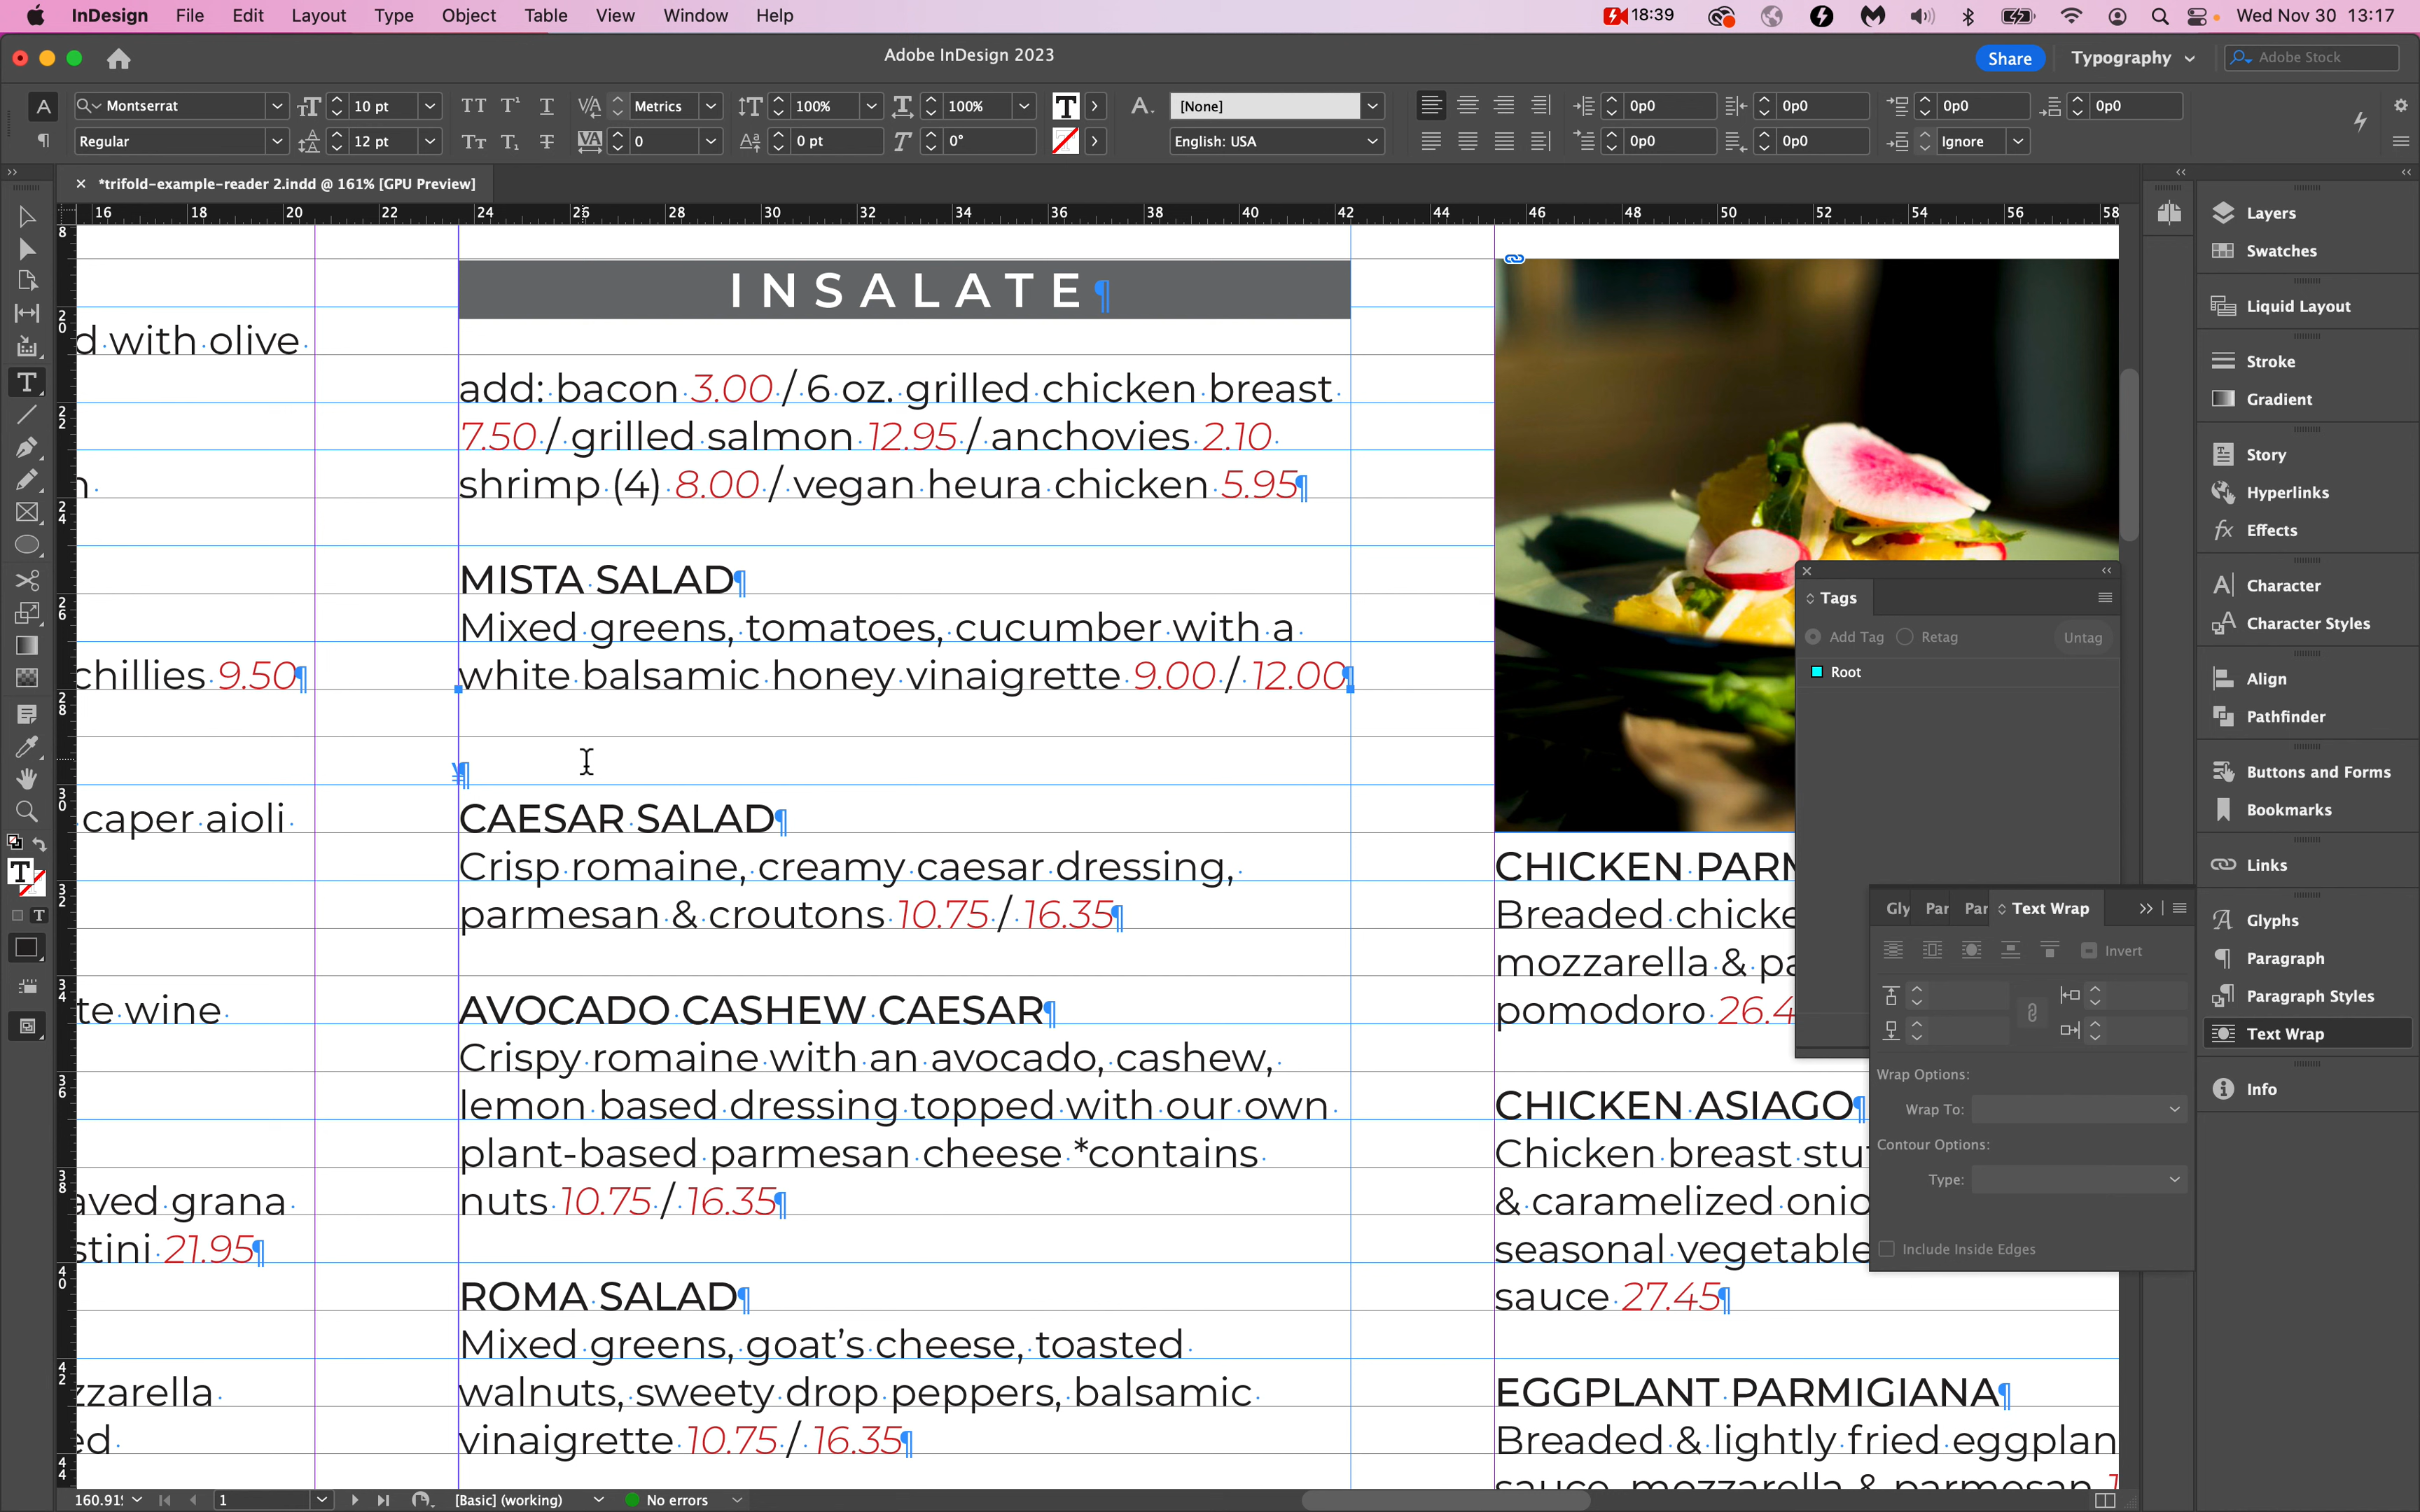 InDesign File Edit Layout Type Object Table View Window Help 18:39 Wed Nov 30 13:17
Adobe InDesign 2023
Share Typography Adobe Stock
A Montserrat 10 pt Metrics 100% 100% [None] 0p0 0p0 0p0 0p0
Regular 12 pt 0 0 pt 0° English: USA 0p0 0p0 Ignore
*trifold-example-reader 2.indd @ 161% [GPU Preview]
16 18 20 22 24 26 28 30 32 34 36 38 40 42 44 46 48 50 52 54 56 58
INSALATE
d with olive
add: bacon 3.00 / 6 oz. grilled chicken breast
7.50 / grilled salmon 12.95 / anchovies 2.10
shrimp (4) 8.00 / vegan heura chicken 5.95
MISTA SALAD
Mixed greens, tomatoes, cucumber with a
chillies 9.50
white balsamic honey vinaigrette 9.00 / 12.00
caper aioli
CAESAR SALAD
Crisp romaine, creamy caesar dressing,
parmesan & croutons 10.75 / 16.35
te wine
AVOCADO CASHEW CAESAR
Crispy romaine with an avocado, cashew,
lemon based dressing topped with our own
plant-based parmesan cheese *contains
aved grana
nuts 10.75 / 16.35
stini 21.95
ROMA SALAD
Mixed greens, goat's cheese, toasted
zzarella
walnuts, sweety drop peppers, balsamic
ed
vinaigrette 10.75 / 16.35
CHICKEN PARM
Breaded chicke
mozzarella & pa
pomodoro 26.4
CHICKEN ASIAGO
Chicken breast stu
& caramelized onio
seasonal vegetable
sauce 27.45
EGGPLANT PARMIGIANA
Breaded & lightly fried eggplan
sauce, mozzarella & parmesan
Tags
Add Tag Retag Untag
Root
Gly Par Par Text Wrap
Invert
Wrap Options:
Wrap To:
Contour Options:
Type:
Include Inside Edges
Layers
Swatches
Liquid Layout
Stroke
Gradient
Story
Hyperlinks
Effects
Character
Character Styles
Align
Pathfinder
Buttons and Forms
Bookmarks
Links
Glyphs
Paragraph
Paragraph Styles
Text Wrap
Info
160.91 1 [Basic] (working) No errors